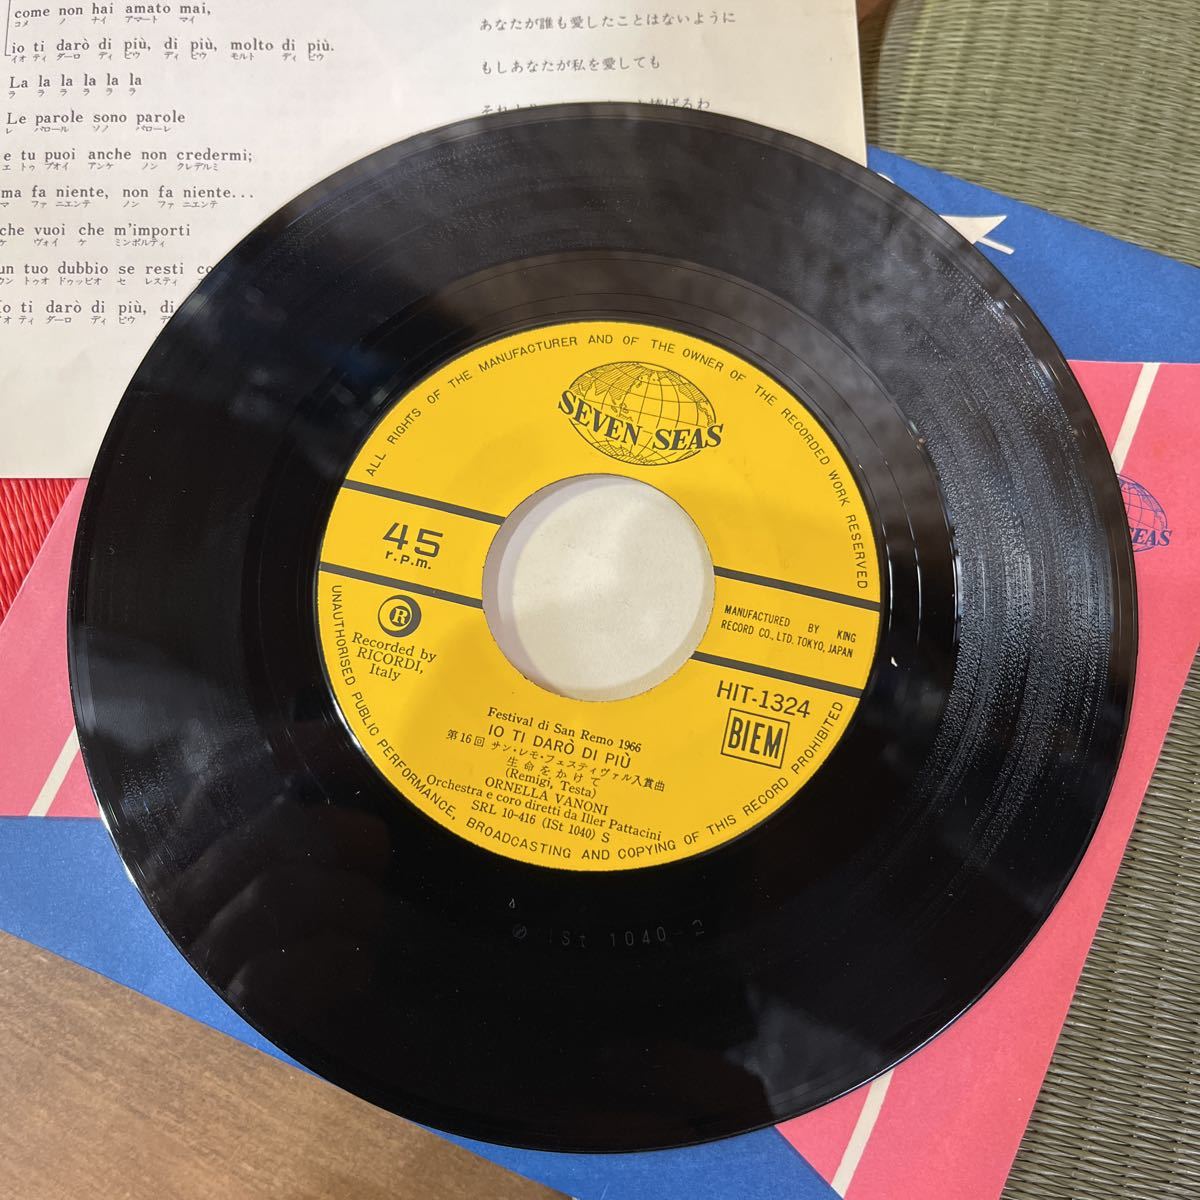 come non hai amato mai,
コメ ノ ナイ アマート マイ
io ti darò di più, di più, molto di più.
イオ ティ ダーロ ディ ピウ ディ ピウ モルト ディ ピウ
La la la la la la
ラ ラ ラ ラ ラ ラ
Le parole sono parole
レ パロール ソノ パローレ
e tu puoi anche non credermi;
エ トゥ プオイ アンケ ノン クレデルミ
ma fa niente, non fa niente...
マ ファ ニエンテ ノン ファ ニエンテ
che vuoi che m'importi
ケ ヴォイ ケ ミンポルティ
un tuo dubbio se resti
ウン トゥオ ドゥッビオ セ レスティ
Io ti darò di più, di
イオ ティ ダーロ ディ ピウ
あなたが誰も愛したことはないように
もしあなたが私を愛しても
ALL RIGHTS OF THE MANUFACTURER AND OF THE OWNER OF THE RECORDED WORK RESERVED
SEVEN SEAS
45
r.p.m.
R
Recorded by
RICORDI,
Italy
MANUFACTURED BY KING
RECORD CO., LTD. TOKYO, JAPAN
HIT-1324
BIEM
Festival di San Remo 1966
IO TI DARÒ DI PIÙ
第16回 サン・レモ・フェスティヴァル入賞曲
生命をかけて
(Remigi, Testa)
ORNELLA VANONI
Orchestra e coro diretti da Iller Pattacini
SRL 10-416 (ISt 1040) S
UNAUTHORISED PUBLIC PERFORMANCE, BROADCASTING AND COPYING OF THIS RECORD PROHIBITED
ISt 1040-2
SEAS